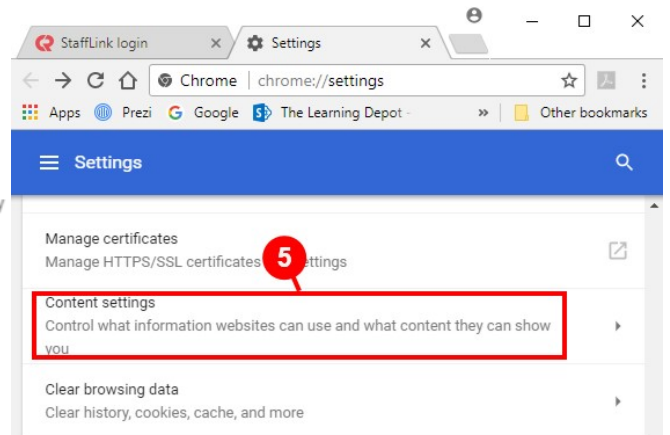 StaffLink login
Settings
Chrome chrome://settings
Apps Prezi G Google S The Learning Depot - » Other bookmarks
Settings
Manage certificates
Manage HTTPS/SSL certificates ettings
5
Content settings
Control what information websites can use and what content they can show
you
Clear browsing data
Clear history, cookies, cache, and more